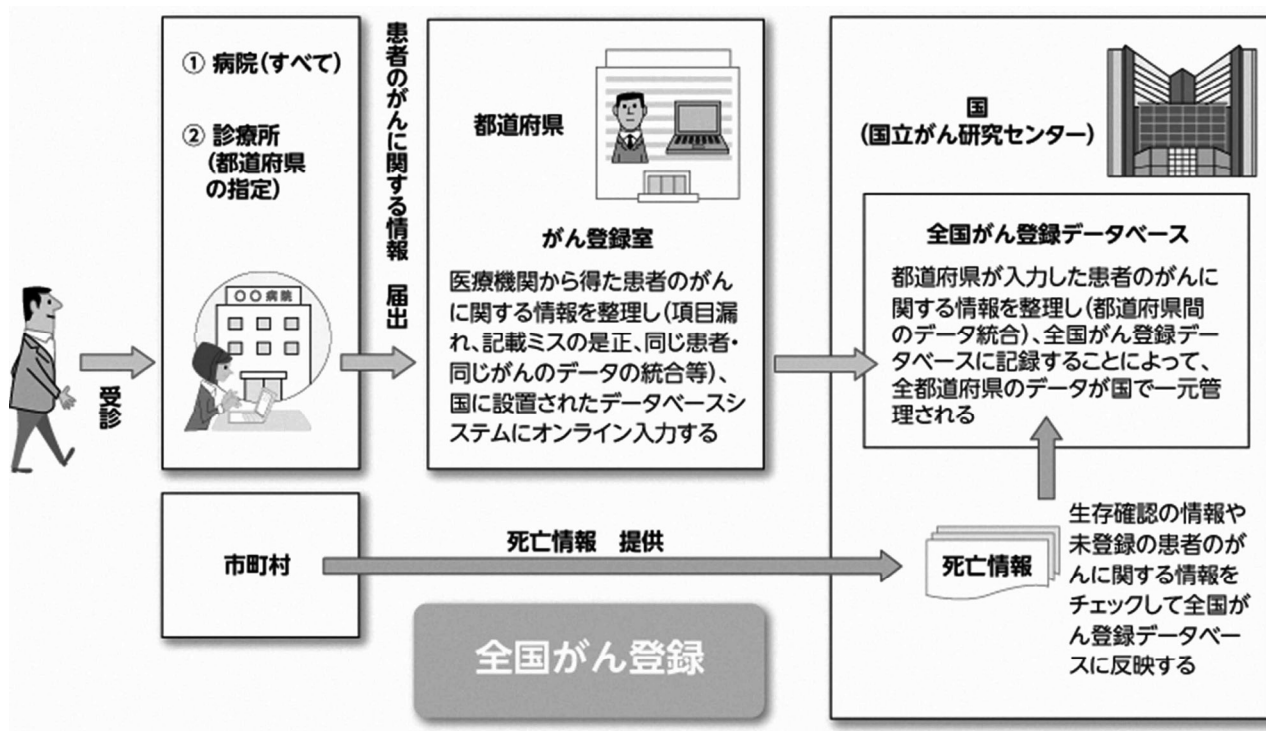 ① 病院(すべて)
② 診療所
(都道府県
の指定)
○○病院
受診
患者のがんに関する情報 届出
都道府県
がん登録室
医療機関から得た患者のがん
に関する情報を整理し(項目漏
れ、記載ミスの是正、同じ患者・
同じがんのデータの統合等)、
国に設置されたデータベースシ
ステムにオンライン入力する
国
(国立がん研究センター)
全国がん登録データベース
都道府県が入力した患者のがんに
関する情報を整理し(都道府県間
のデータ統合)、全国がん登録デー
タベースに記録することによって、
全都道府県のデータが国で一元管
理される
市町村
死亡情報 提供
死亡情報
生存確認の情報や
未登録の患者のが
んに関する情報を
チェックして全国が
ん登録データベー
スに反映する
全国がん登録